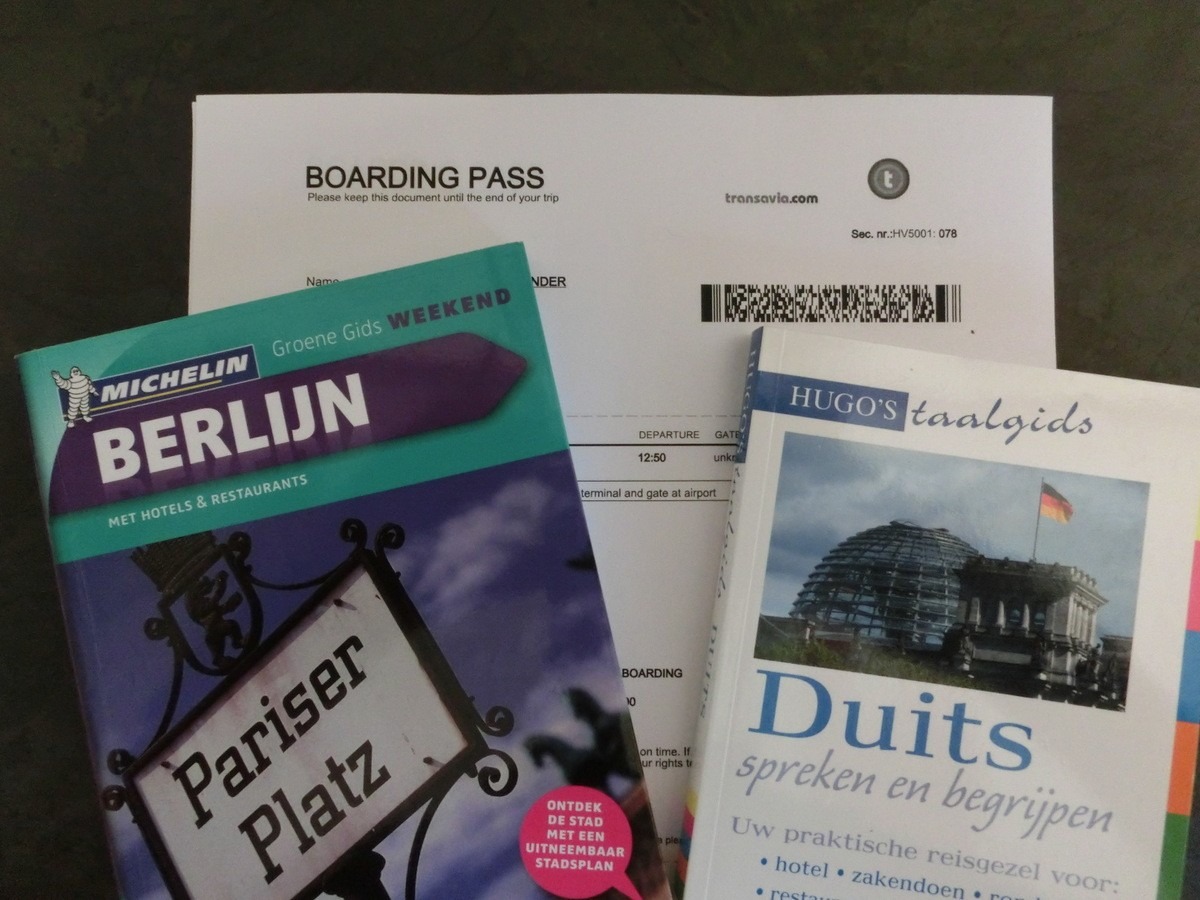 BOARDING PASS
Please keep this document until the end of your trip
transavia.com
t
Sec. nr.:HV5001: 078
Name
NDER
DEPARTURE GATE
12:50
terminal and gate at airport
BOARDING
on time. If
ur rights
Groene Gids WEEKEND
MICHELIN
BERLIJN
MET HOTELS & RESTAURANTS
Pariser
Platz
ONTDEK
DE STAD
MET EEN
UITNEEMBAAR
STADSPLAN
HUGO'S taalgids
Duits
spreken en begrijpen
Uw praktische reisgezel voor:
• hotel • zakendoen •